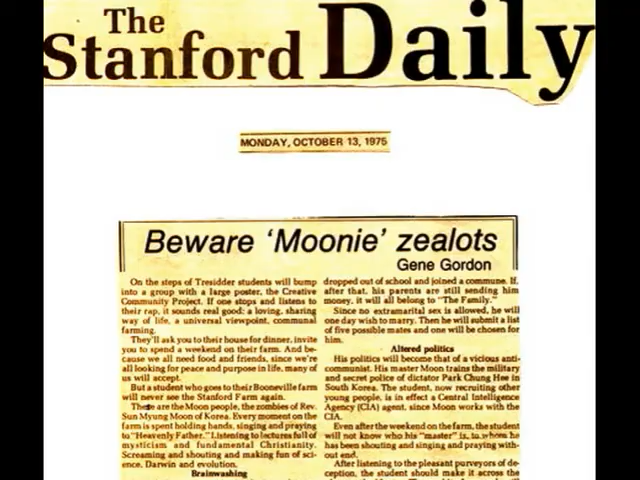 The
Stanford Daily
MONDAY, OCTOBER 13, 1975
Beware 'Moonie' zealots
Gene Gordon
On the steps of Tresidder students will bump
into a group with a large poster, the Creative
Community Project. If one stops and listens to
their rap, it sounds real good: a loving, sharing
way of life, a universal viewpoint, communal
farming.
They'll ask you to their house for dinner, invite
you to spend a weekend on their farm. And be-
cause we all need food and friends, since we're
all looking for peace and purpose in life, many of
us will accept.
But a student who goes to their Booneville farm
will never see the Stanford Farm again.
These are the Moon people, the zombies of Rev.
Sun Myung Moon of Korea. Every moment on the
farm is spent holding hands, singing and praying
to "Heavenly Father." Listening to lectures full of
mysticism and fundamental Christianity.
Screaming and shouting and making fun of sci-
ence, Darwin and evolution.
Brainwashing
dropped out of school and joined a commune. If,
after that, his parents are still sending him
money, it will all belong to "The Family."
Since no extramarital sex is allowed, he will
one day wish to marry. Then he will submit a list
of five possible mates and one will be chosen for
him.
Altered politics
His politics will become that of a vicious anti-
communist. His master Moon trains the military
and secret police of dictator Park Chung Hee in
South Korea. The student, now recruiting other
young people, is in effect a Central Intelligence
Agency (CIA) agent, since Moon works with the
CIA.
Even after the weekend on the farm, the student
will not know who his "master" is, to whom he
has been shouting and singing and praying with-
out end.
After listening to the pleasant purveyors of de-
ception, the student should make it across the